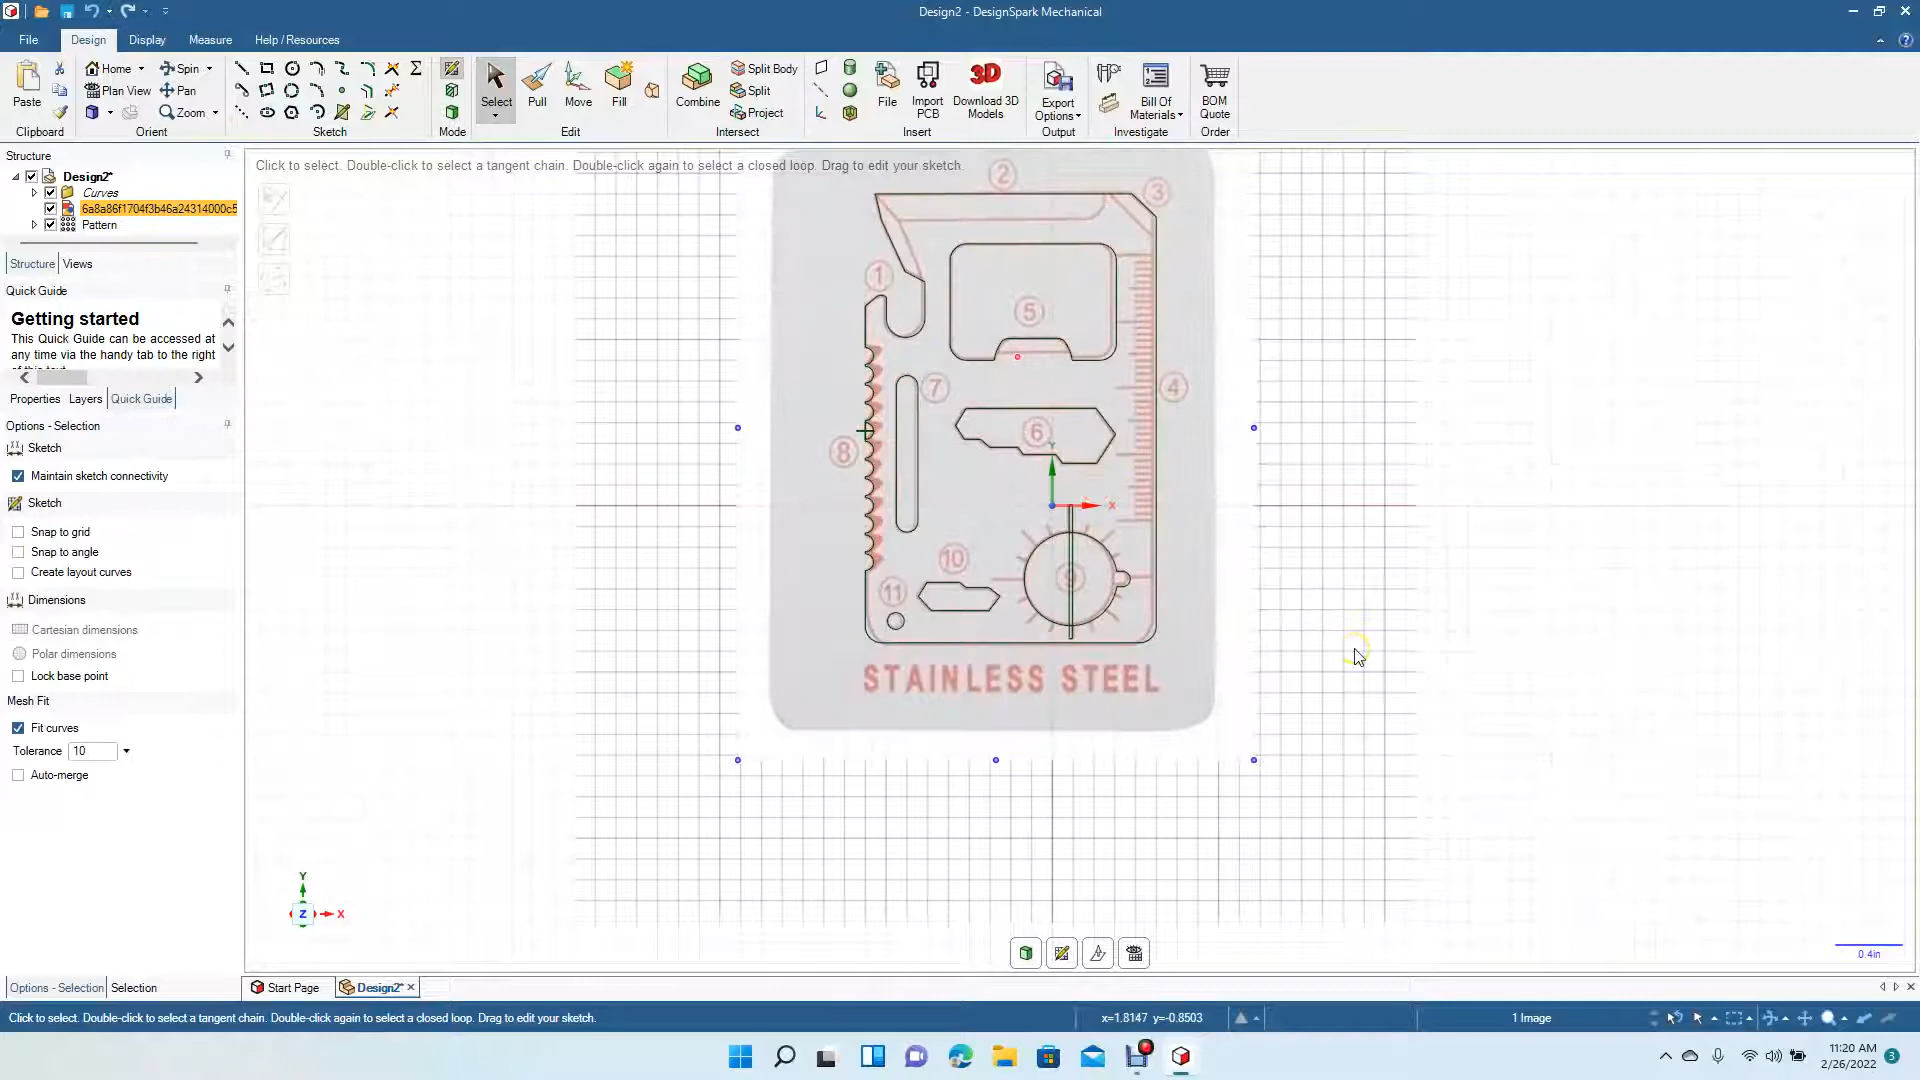 Design2 - DesignSpark Mechanical
File Design Display Measure Help / Resources
Paste
Clipboard
Home Spin
Plan View Pan
Zoom
Orient
Sketch
Mode
Select Pull Move Fill
Edit
Combine
Split Body
Split
Project
Intersect
File Import PCB Download 3D Models
Insert
Export Options
Output
Bill Of Materials
Investigate
BOM Quote
Order
Structure
Design2*
Curves
6a8a86f1704f3b46a24314000c5
Pattern
Structure Views
Quick Guide
Getting started
This Quick Guide can be accessed at
any time via the handy tab to the right
Properties Layers Quick Guide
Options - Selection
Sketch
Maintain sketch connectivity
Sketch
Snap to grid
Snap to angle
Create layout curves
Dimensions
Cartesian dimensions
Polar dimensions
Lock base point
Mesh Fit
Fit curves
Tolerance 10
Auto-merge
Click to select. Double-click to select a tangent chain. Double-click again to select a closed loop. Drag to edit your sketch.
2
3
1
5
7
4
6
Y
8
X
10
9
11
STAINLESS STEEL
Y
Z X
0.4in
Options - Selection Selection
Start Page Design2*
Click to select. Double-click to select a tangent chain. Double-click again to select a closed loop. Drag to edit your sketch.
x=1.8147 y=-0.8503
1 Image
11:20 AM
2/26/2022
3